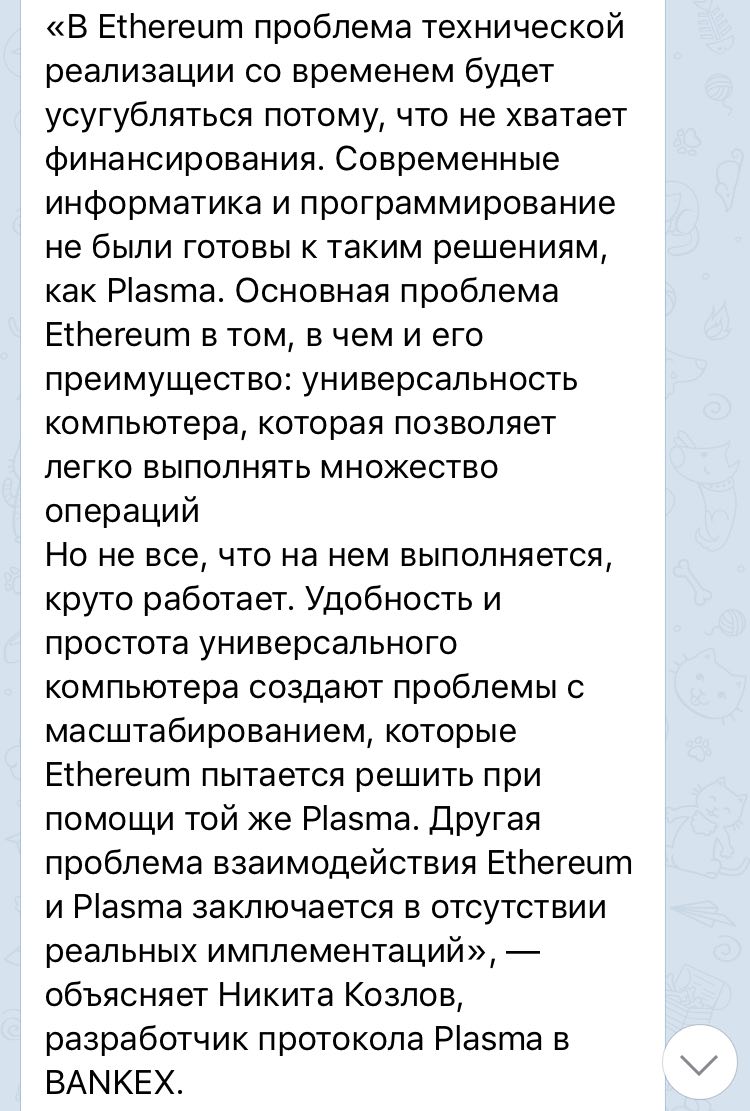 «В Ethereum проблема технической
реализации со временем будет
усугубляться потому, что не хватает
финансирования. Современные
информатика и программирование
не были готовы к таким решениям,
как Plasma. Основная проблема
Ethereum в том, в чем и его
преимущество: универсальность
компьютера, которая позволяет
легко выполнять множество
операций
Но не все, что на нем выполняется,
круто работает. Удобность и
простота универсального
компьютера создают проблемы с
масштабированием, которые
Ethereum пытается решить при
помощи той же Plasma. Другая
проблема взаимодействия Ethereum
и Plasma заключается в отсутствии
реальных имплементаций», —
объясняет Никита Козлов,
разработчик протокола Plasma в
BANKEX.